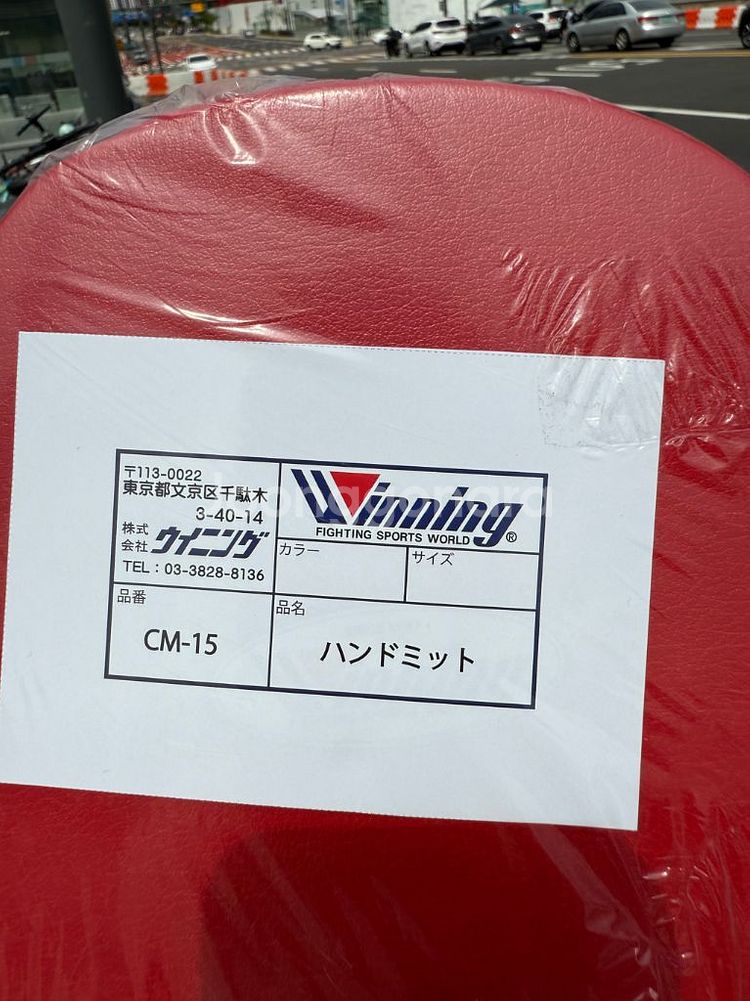 〒113-0022
東京都文京区千駄木
3-40-14
株式
会社 ウイニング
TEL : 03-3828-8136
Winning
FIGHTING SPORTS WORLD ®
カラー
サイズ
品番
CM-15
品名
ハンドミット